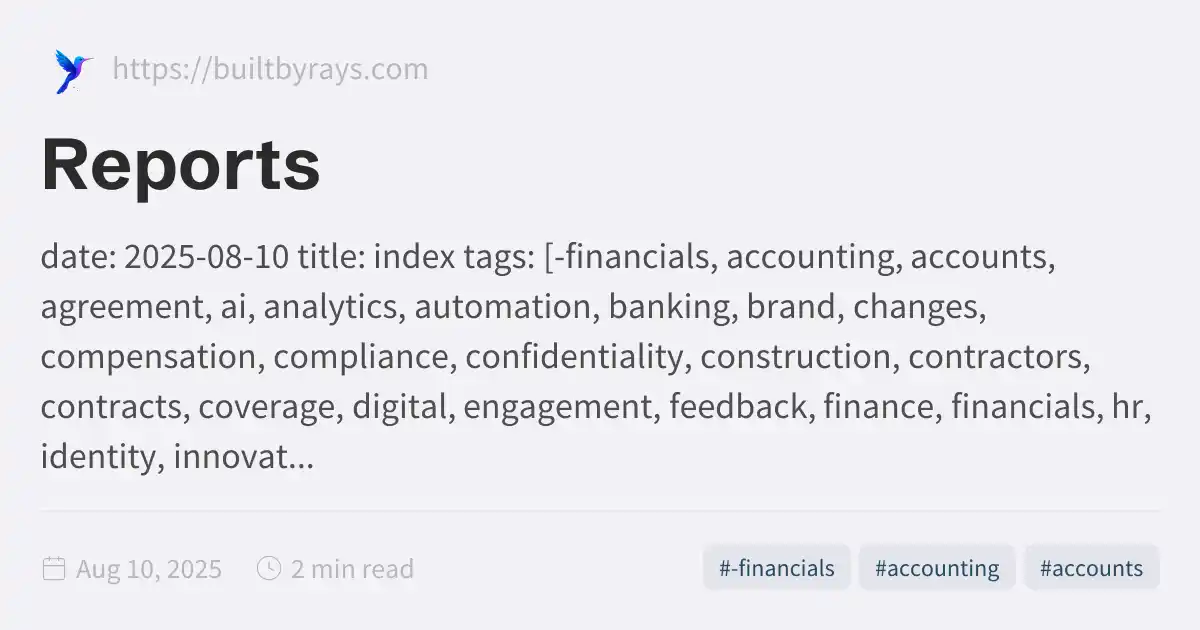 https://builtbyrays.com
Reports
date: 2025-08-10 title: index tags: [-financials, accounting, accounts,
agreement, ai, analytics, automation, banking, brand, changes,
compensation, compliance, confidentiality, construction, contractors,
contracts, coverage, digital, engagement, feedback, finance, financials, hr,
identity, innovat...
Aug 10, 2025 2 min read #-financials #accounting #accounts